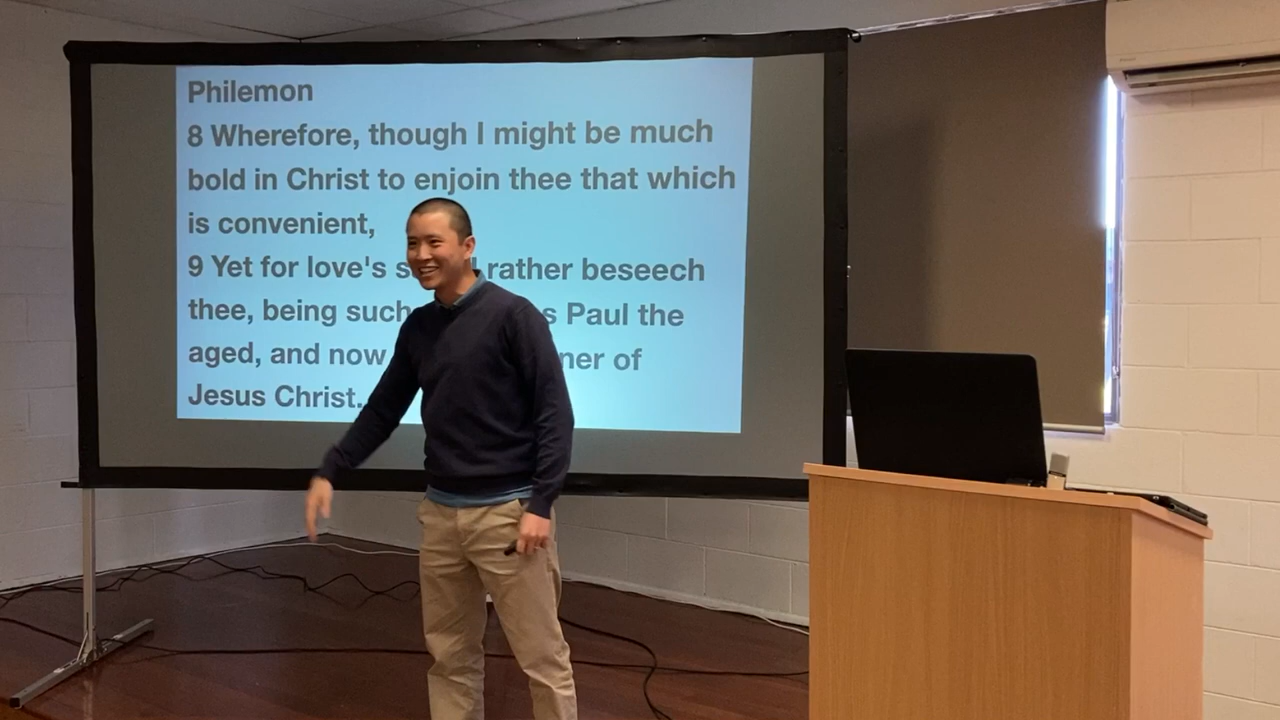 Philemon
8 Wherefore, though I might be much
bold in Christ to enjoin thee that which
is convenient,
9 Yet for love's rather beseech
thee, being such Paul the
aged, and now of
Jesus Christ.